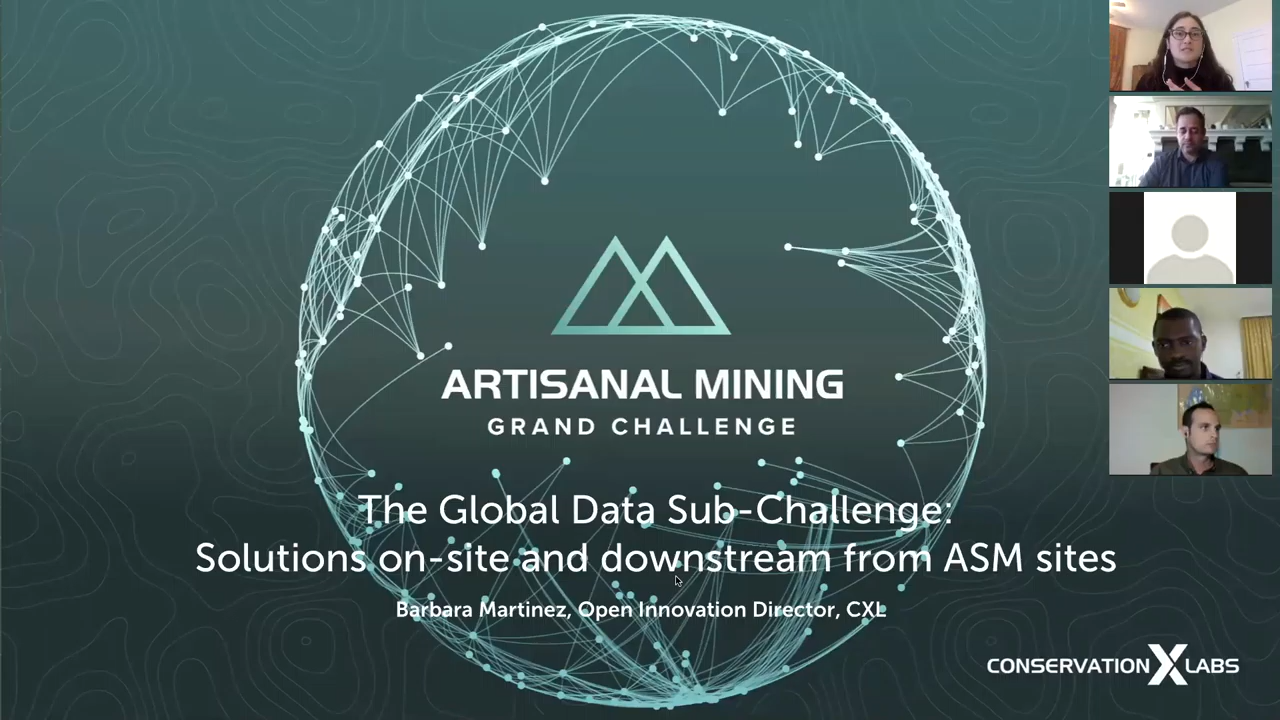 ARTISANAL MINING
GRAND CHALLENGE
The Global Data Sub-Challenge:
Solutions on-site and downstream from ASM sites
Barbara Martinez, Open Innovation Director, CXL
CONSERVATION X LABS